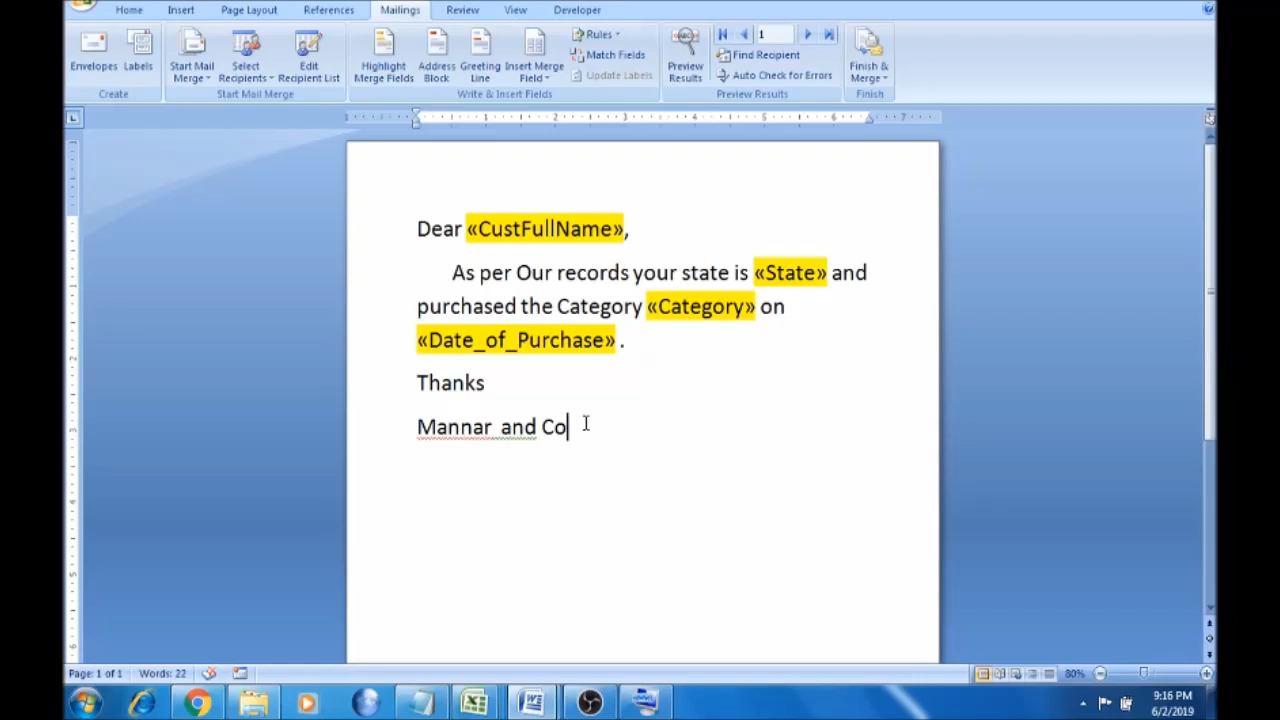 Home Insert Page Layout References Mailings Review View Developer
Envelopes Labels Start Mail Merge Select Recipients Edit Recipient List Highlight Merge Fields Address Block Greeting Line Insert Merge Field Rules Match Fields Update Labels Preview Results 1 Find Recipient Auto Check for Errors Finish & Merge
Create Start Mail Merge Write & Insert Fields Preview Results Finish
Dear «CustFullName»,
As per Our records your state is «State» and
purchased the Category «Category» on
«Date_of_Purchase» .
Thanks
Mannar and Co
Page: 1 of 1 Words: 22 80%
9:16 PM
6/2/2019